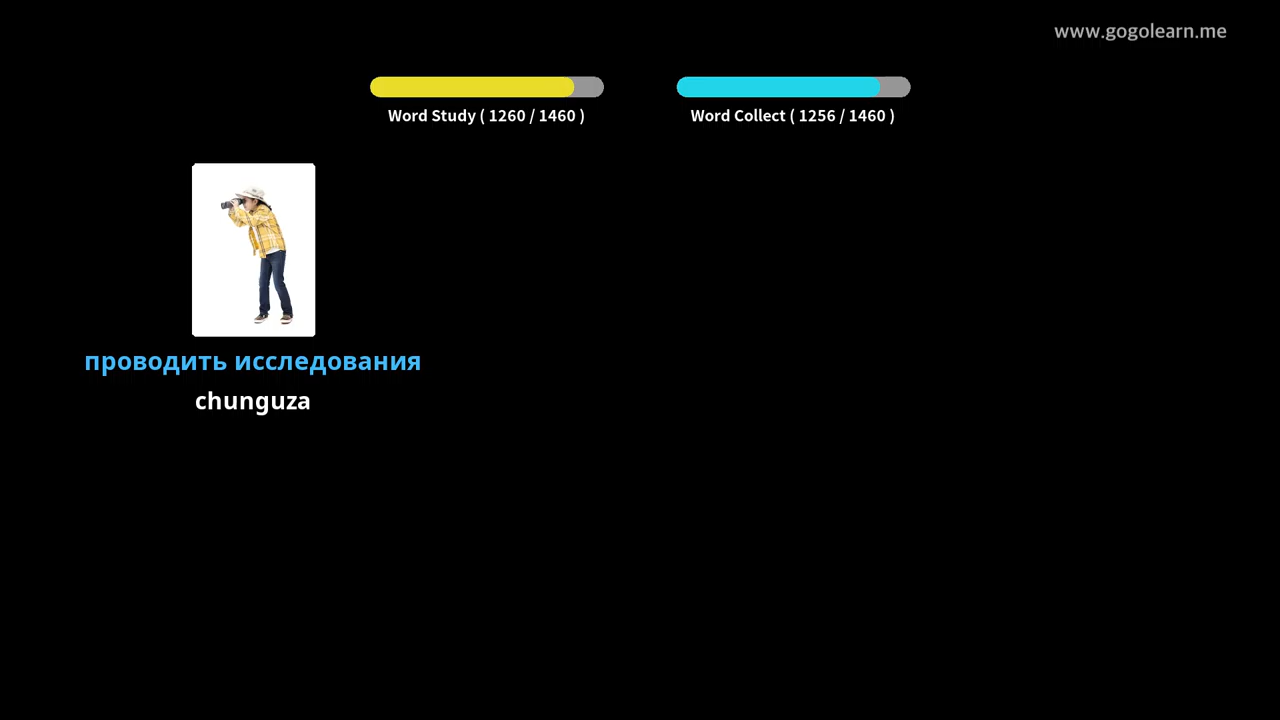 www.gogolearn.me
Word Study ( 1260 / 1460 )
Word Collect ( 1256 / 1460 )
проводить исследования
chunguza